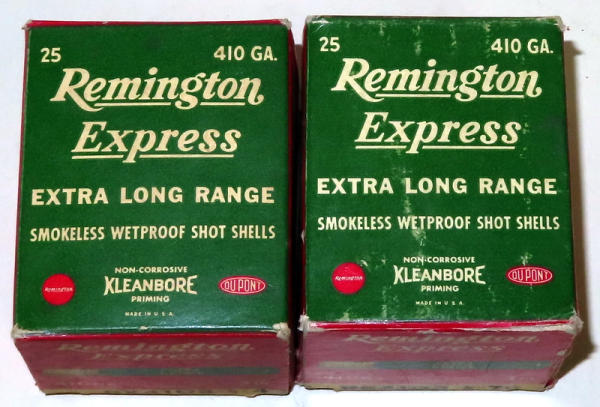 25 410 GA.
Remington
Express
EXTRA LONG RANGE
SMOKELESS WETPROOF SHOT SHELLS
Remington
NON-CORROSIVE
KLEANBORE
PRIMING
DU PONT
MADE IN U.S.A.
Remington
Express
25 410 GA.
Remington
Express
EXTRA LONG RANGE
SMOKELESS WETPROOF SHOT SHELLS
Remington
NON-CORROSIVE
KLEANBORE
PRIMING
DU PONT
MADE IN U.S.A.
Remington
Express